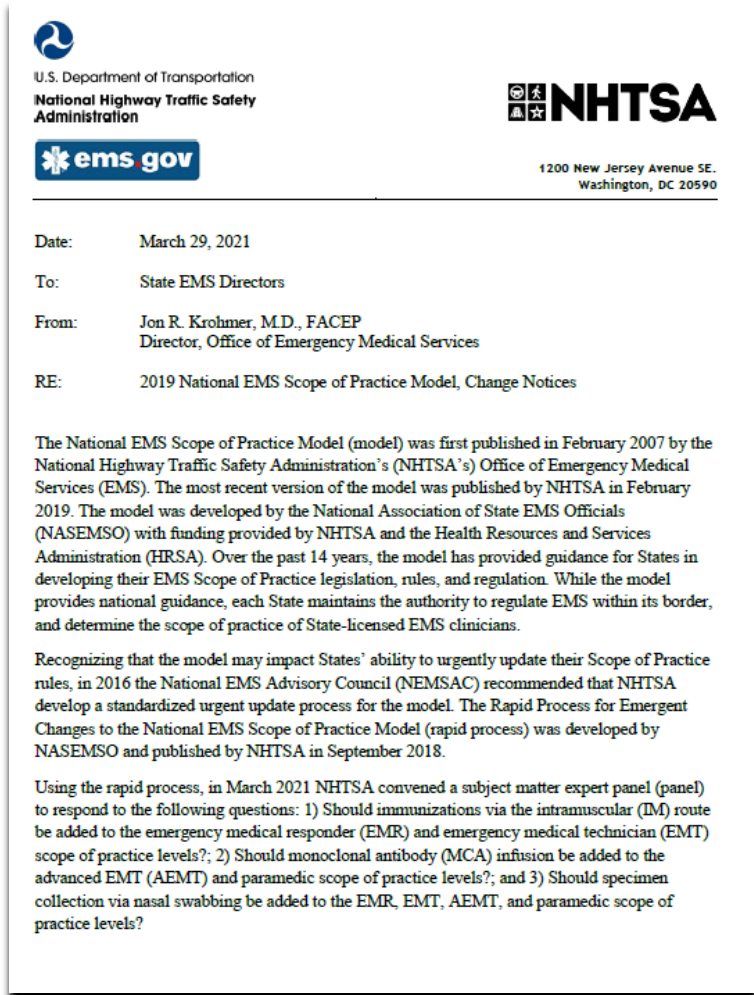 U.S. Department of Transportation
National Highway Traffic Safety
Administration
ems.gov
NHTSA
1200 New Jersey Avenue SE.
Washington, DC 20590
Date: March 29, 2021
To: State EMS Directors
From: Jon R. Krohmer, M.D., FACEP
Director, Office of Emergency Medical Services
RE: 2019 National EMS Scope of Practice Model, Change Notices
The National EMS Scope of Practice Model (model) was first published in February 2007 by the
National Highway Traffic Safety Administration's (NHTSA's) Office of Emergency Medical
Services (EMS). The most recent version of the model was published by NHTSA in February
2019. The model was developed by the National Association of State EMS Officials
(NASEMSO) with funding provided by NHTSA and the Health Resources and Services
Administration (HRSA). Over the past 14 years, the model has provided guidance for States in
developing their EMS Scope of Practice legislation, rules, and regulation. While the model
provides national guidance, each State maintains the authority to regulate EMS within its border,
and determine the scope of practice of State-licensed EMS clinicians.
Recognizing that the model may impact States' ability to urgently update their Scope of Practice
rules, in 2016 the National EMS Advisory Council (NEMSAC) recommended that NHTSA
develop a standardized urgent update process for the model. The Rapid Process for Emergent
Changes to the National EMS Scope of Practice Model (rapid process) was developed by
NASEMSO and published by NHTSA in September 2018.
Using the rapid process, in March 2021 NHTSA convened a subject matter expert panel (panel)
to respond to the following questions: 1) Should immunizations via the intramuscular (IM) route
be added to the emergency medical responder (EMR) and emergency medical technician (EMT)
scope of practice levels?; 2) Should monoclonal antibody (MCA) infusion be added to the
advanced EMT (AEMT) and paramedic scope of practice levels?; and 3) Should specimen
collection via nasal swabbing be added to the EMR, EMT, AEMT, and paramedic scope of
practice levels?